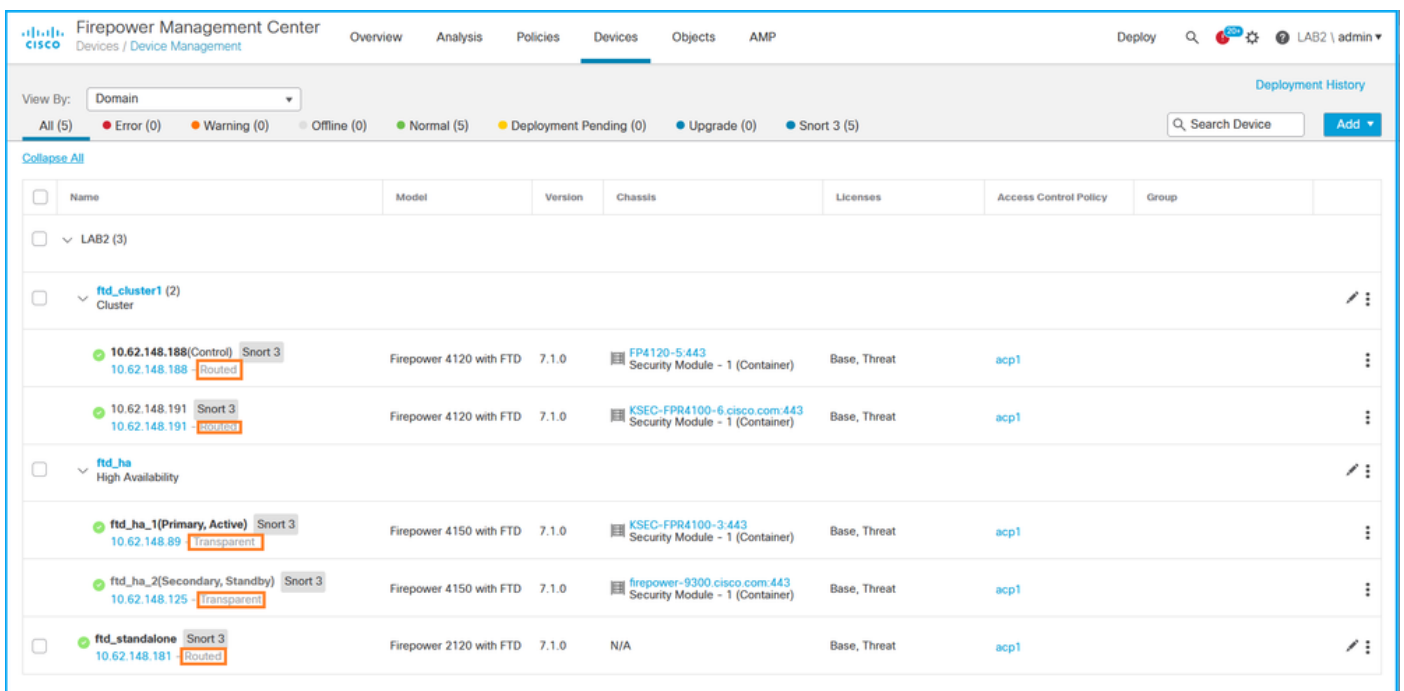 Firepower Management Center
cisco
Devices / Device Management
Overview Analysis Policies Devices Objects AMP
Deploy 20+ LAB2 \ admin
Deployment History
View By: Domain
All (5) Error (0) Warning (0) Offline (0) Normal (5) Deployment Pending (0) Upgrade (0) Snort 3 (5)
Search Device Add
Collapse All
Name Model Version Chassis Licenses Access Control Policy Group
LAB2 (3)
ftd_cluster1 (2)
Cluster
10.62.148.188(Control) Snort 3
10.62.148.188 - Routed
Firepower 4120 with FTD 7.1.0
FP4120-5:443
Security Module - 1 (Container)
Base, Threat acp1
10.62.148.191 Snort 3
10.62.148.191 - Routed
Firepower 4120 with FTD 7.1.0
KSEC-FPR4100-6.cisco.com:443
Security Module - 1 (Container)
Base, Threat acp1
ftd_ha
High Availability
ftd_ha_1(Primary, Active) Snort 3
10.62.148.89 - Transparent
Firepower 4150 with FTD 7.1.0
KSEC-FPR4100-3:443
Security Module - 1 (Container)
Base, Threat acp1
ftd_ha_2(Secondary, Standby) Snort 3
10.62.148.125 - Transparent
Firepower 4150 with FTD 7.1.0
firepower-9300.cisco.com:443
Security Module - 1 (Container)
Base, Threat acp1
ftd_standalone Snort 3
10.62.148.181 - Routed
Firepower 2120 with FTD 7.1.0 N/A Base, Threat acp1